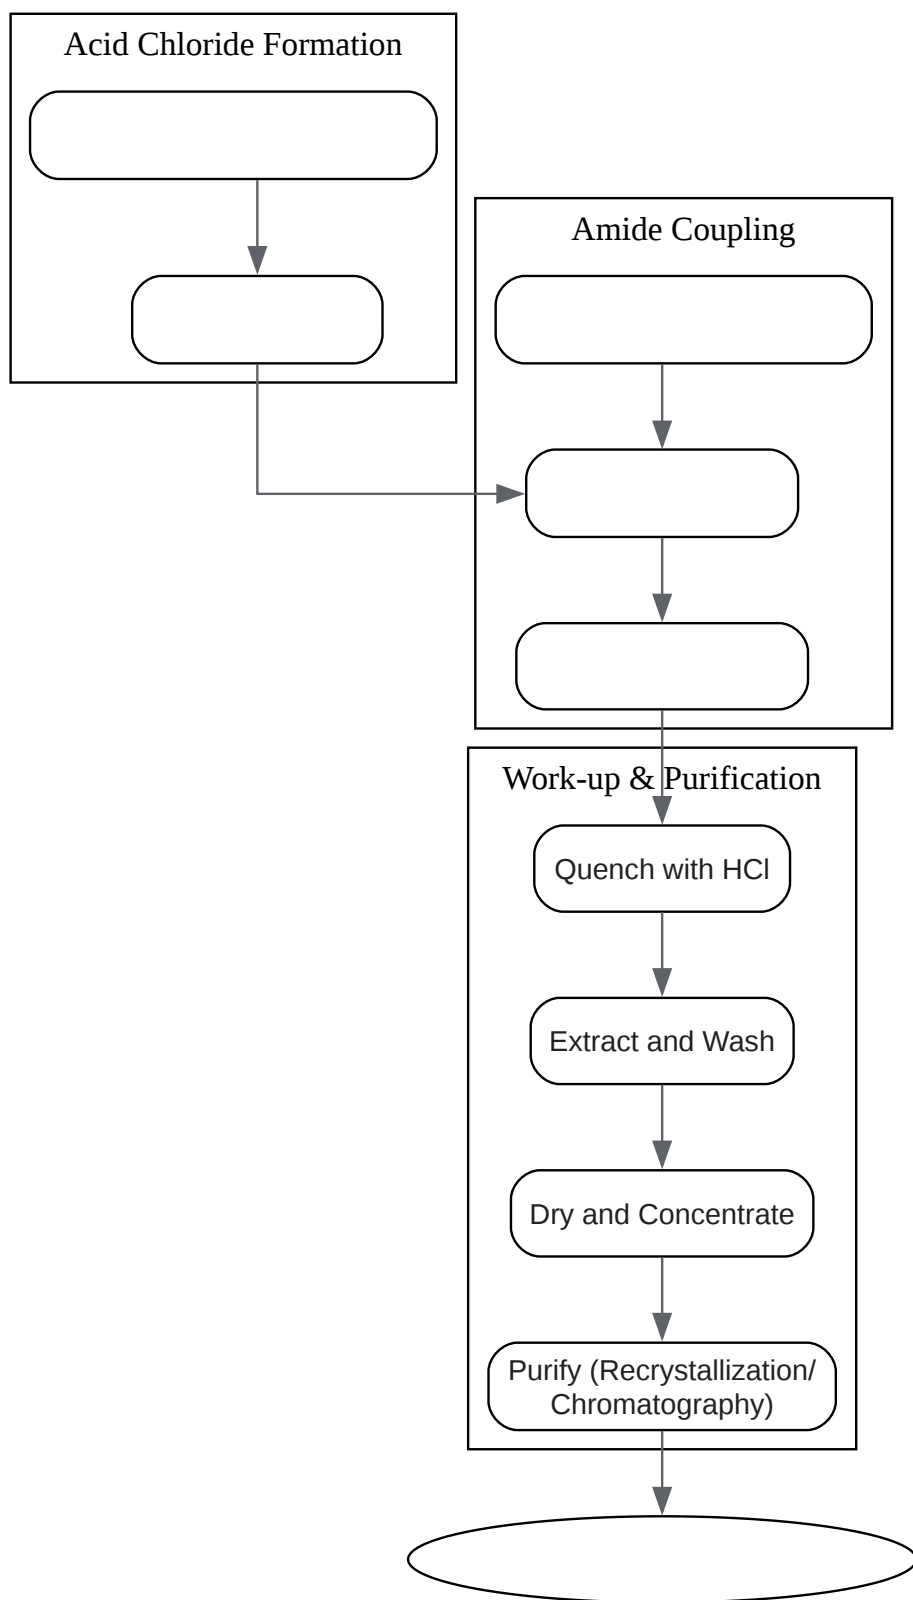 Acid Chloride Formation
Amide Coupling
Work-up & Purification
Quench with HCl
Extract and Wash
Dry and Concentrate
Purify (Recrystallization/
Chromatography)